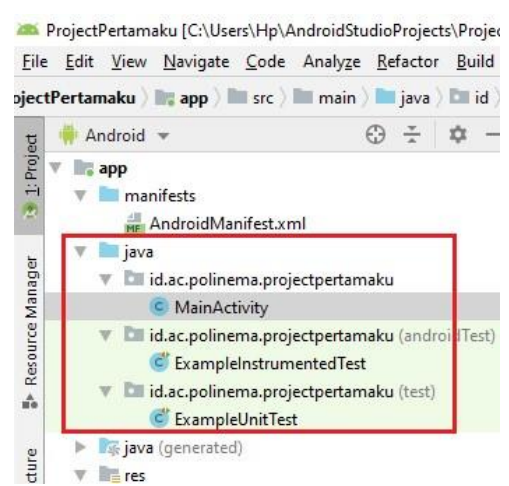 ProjectPertamaku [C:\Users\Hp\AndroidStudioProjects\Projec
File Edit View Navigate Code Analyze Refactor Build
ojectPertamaku app src main java id
Android
1: Project
app
manifests
MF AndroidManifest.xml
java
id.ac.polinema.projectpertamaku
C MainActivity
id.ac.polinema.projectpertamaku (androidTest)
C ExampleInstrumentedTest
id.ac.polinema.projectpertamaku (test)
C ExampleUnitTest
java (generated)
res
Resource Manager
cture